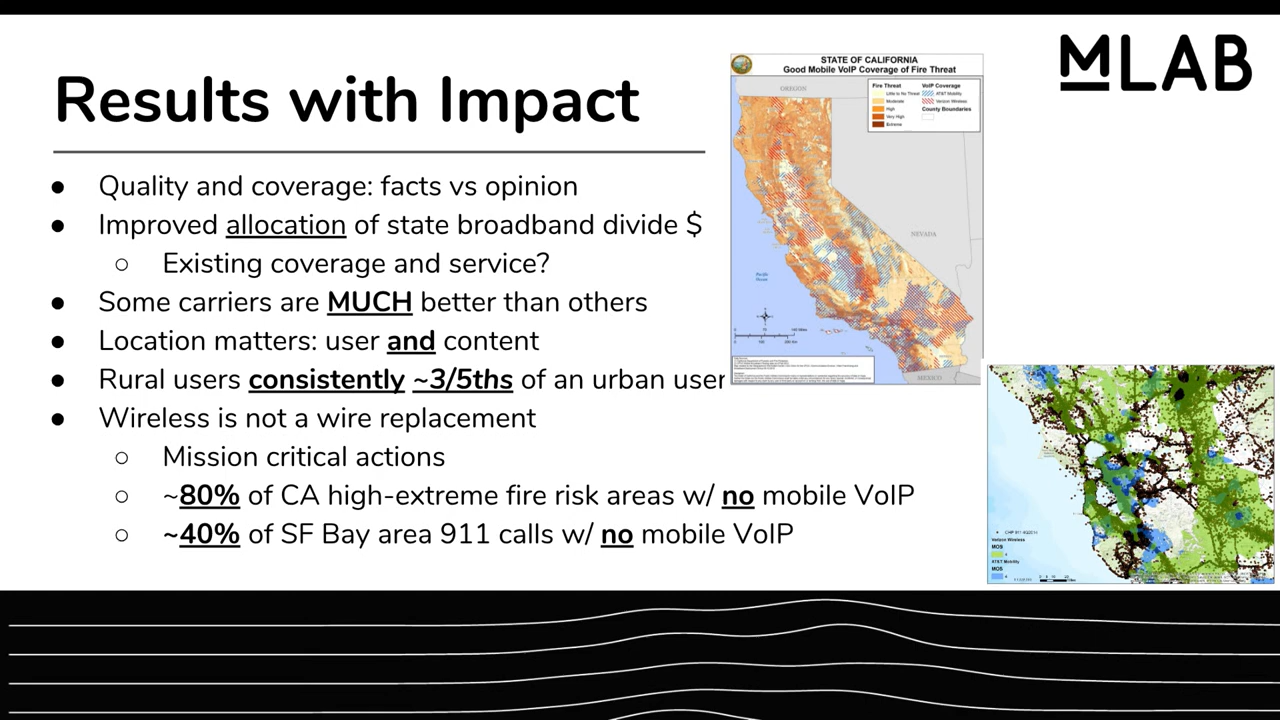 Results with Impact
MLAB
● Quality and coverage: facts vs opinion
● Improved allocation of state broadband divide $
○ Existing coverage and service?
● Some carriers are MUCH better than others
● Location matters: user and content
● Rural users consistently ~3/5ths of an urban user
● Wireless is not a wire replacement
○ Mission critical actions
○ ~80% of CA high-extreme fire risk areas w/ no mobile VoIP
○ ~40% of SF Bay area 911 calls w/ no mobile VoIP
STATE OF CALIFORNIA
Good Mobile VoIP Coverage of Fire Threat
OREGON
Fire Threat
Little to No Threat
Moderate
High
Very High
Extreme
VoIP Coverage
AT&T Mobility
Verizon Wireless
County Boundaries
NEVADA
Pacific
Ocean
MEXICO
Verizon Wireless
MOS
AT&T Mobility
MOS